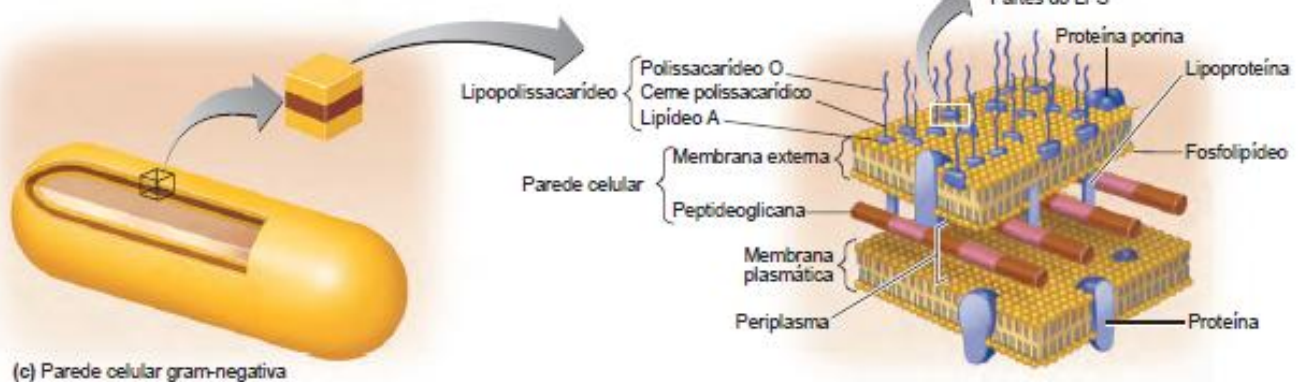 Partes do LPS
Proteína porina
Polissacarídeo O
Lipopolissacarídeo
Cerne polissacarídico
Lipídeo A
Lipoproteína
Membrana externa
Fosfolipídeo
Parede celular
Peptideoglicana
Membrana
plasmática
Periplasma
Proteína
(c) Parede celular gram-negativa